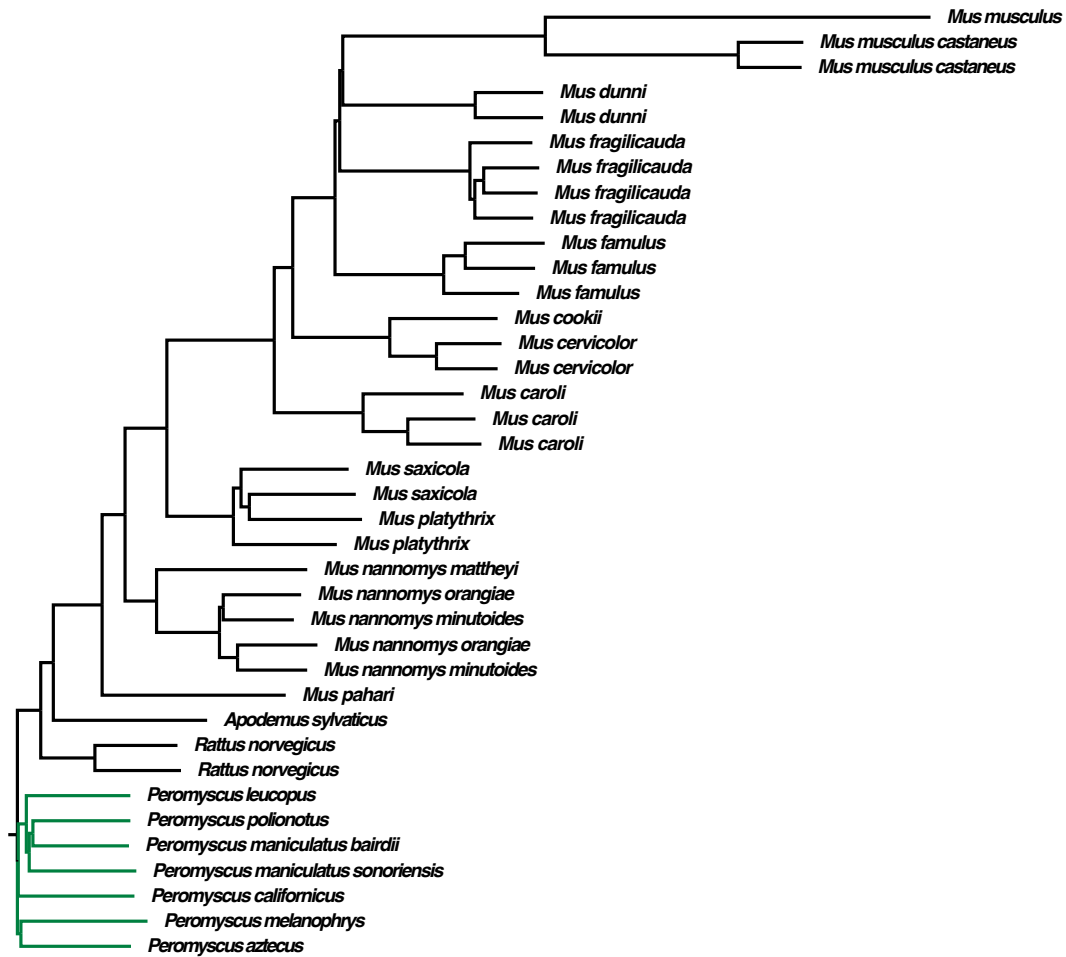 Mus musculus
Mus musculus castaneus
Mus musculus castaneus
Mus dunni
Mus dunni
Mus fragilicauda
Mus fragilicauda
Mus fragilicauda
Mus fragilicauda
Mus famulus
Mus famulus
Mus famulus
Mus cookii
Mus cervicolor
Mus cervicolor
Mus caroli
Mus caroli
Mus caroli
Mus saxicola
Mus saxicola
Mus platythrix
Mus platythrix
Mus nannomys mattheyi
Mus nannomys orangiae
Mus nannomys minutoides
Mus nannomys orangiae
Mus nannomys minutoides
Mus pahari
Apodemus sylvaticus
Rattus norvegicus
Rattus norvegicus
Peromyscus leucopus
Peromyscus polionotus
Peromyscus maniculatus bairdii
Peromyscus maniculatus sonoriensis
Peromyscus californicus
Peromyscus melanophrys
Peromyscus aztecus